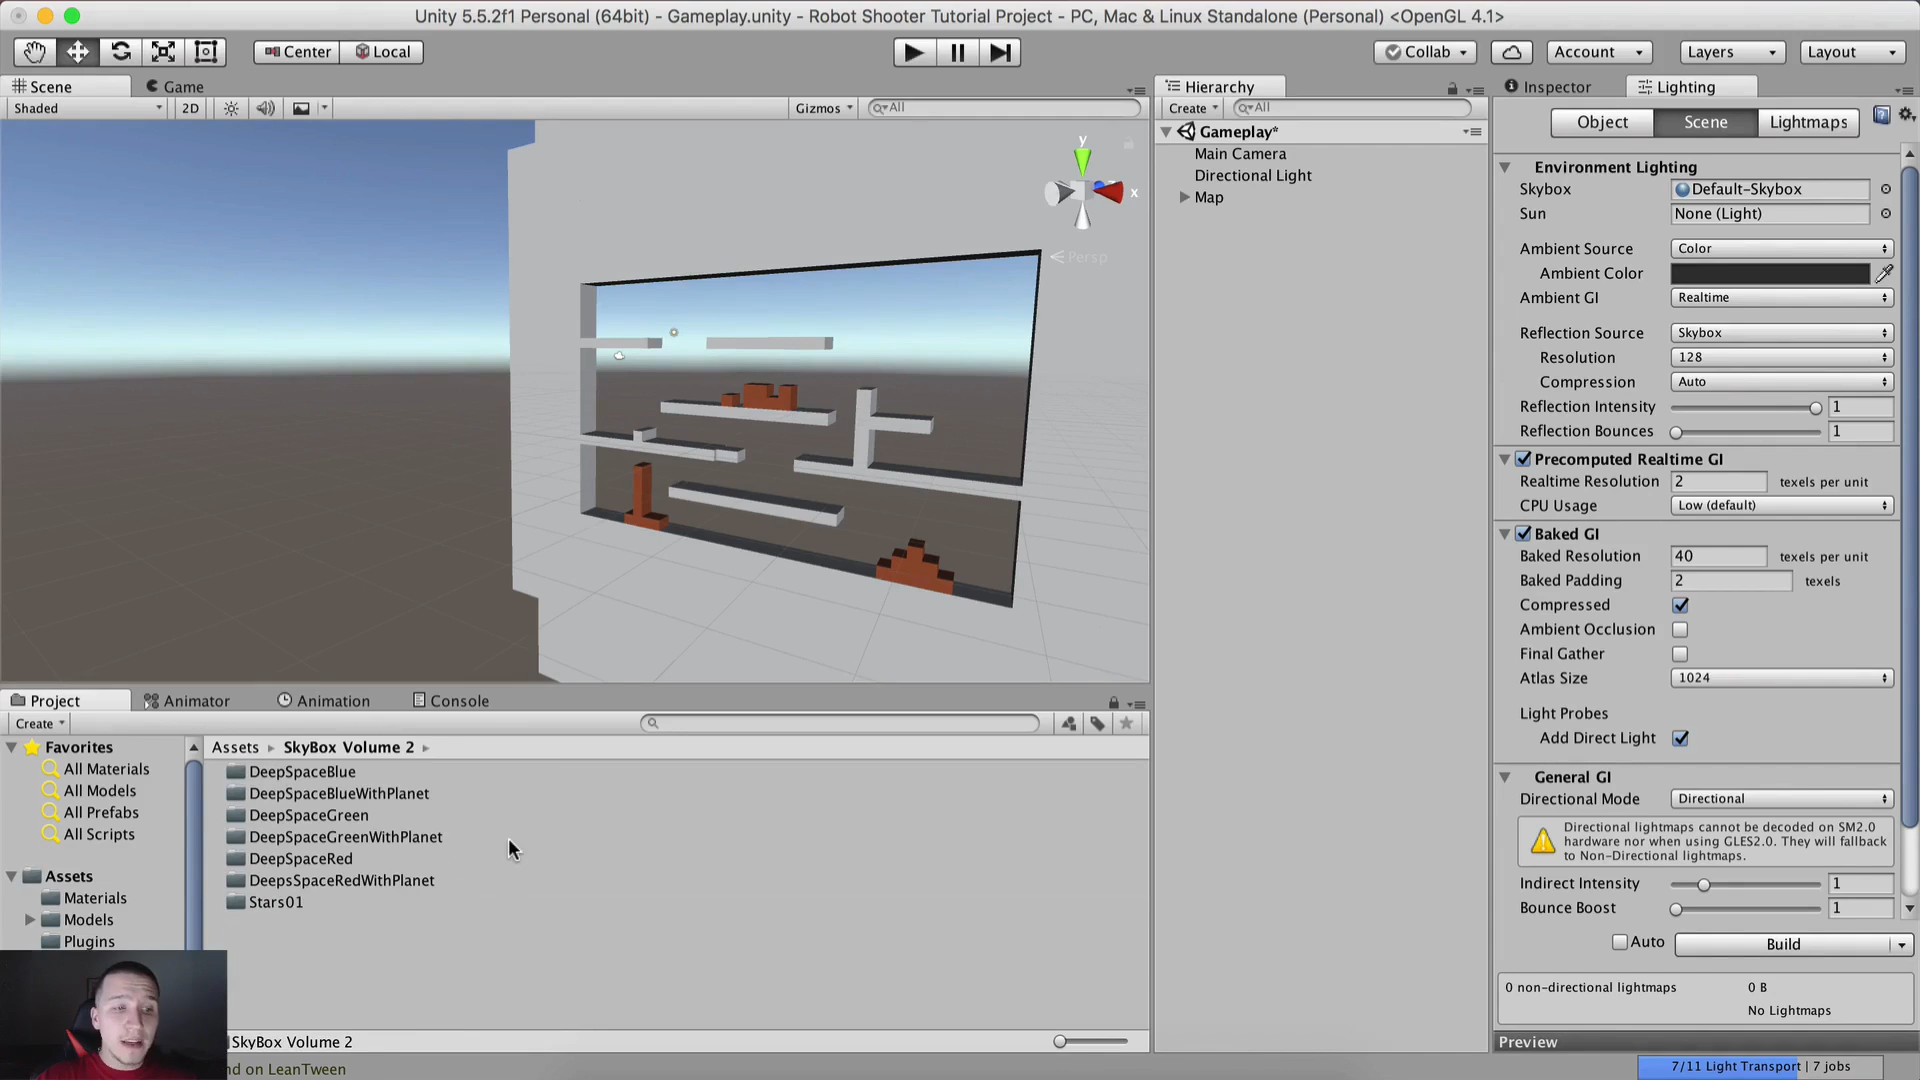 Unity 5.5.2f1 Personal (64bit) - Gameplay.unity - Robot Shooter Tutorial Project - PC, Mac & Linux Standalone (Personal) <OpenGL 4.1>
Center
Local
Collab
Account
Layers
Layout
Scene
Game
Shaded
2D
Gizmos
All
y
x
Persp
Hierarchy
Create
All
Gameplay*
Main Camera
Directional Light
Map
Inspector
Lighting
Object
Scene
Lightmaps
Environment Lighting
Skybox
Default-Skybox
Sun
None (Light)
Ambient Source
Color
Ambient Color
Ambient GI
Realtime
Reflection Source
Skybox
Resolution
128
Compression
Auto
Reflection Intensity
1
Reflection Bounces
1
Precomputed Realtime GI
Realtime Resolution
2
texels per unit
CPU Usage
Low (default)
Baked GI
Baked Resolution
40
texels per unit
Baked Padding
2
texels
Compressed
Ambient Occlusion
Final Gather
Atlas Size
1024
Light Probes
Add Direct Light
General GI
Directional Mode
Directional
Directional lightmaps cannot be decoded on SM2.0
hardware nor when using GLES2.0. They will fallback
to Non-Directional lightmaps.
Indirect Intensity
1
Bounce Boost
1
Auto
Build
0 non-directional lightmaps
0 B
No Lightmaps
Preview
7/11 Light Transport | 7 jobs
Project
Animator
Animation
Console
Create
Favorites
All Materials
All Models
All Prefabs
All Scripts
Assets
Materials
Models
Plugins
Assets
SkyBox Volume 2
DeepSpaceBlue
DeepSpaceBlueWithPlanet
DeepSpaceGreen
DeepSpaceGreenWithPlanet
DeepSpaceRed
DeepsSpaceRedWithPlanet
Stars01
SkyBox Volume 2
nd on LeanTween